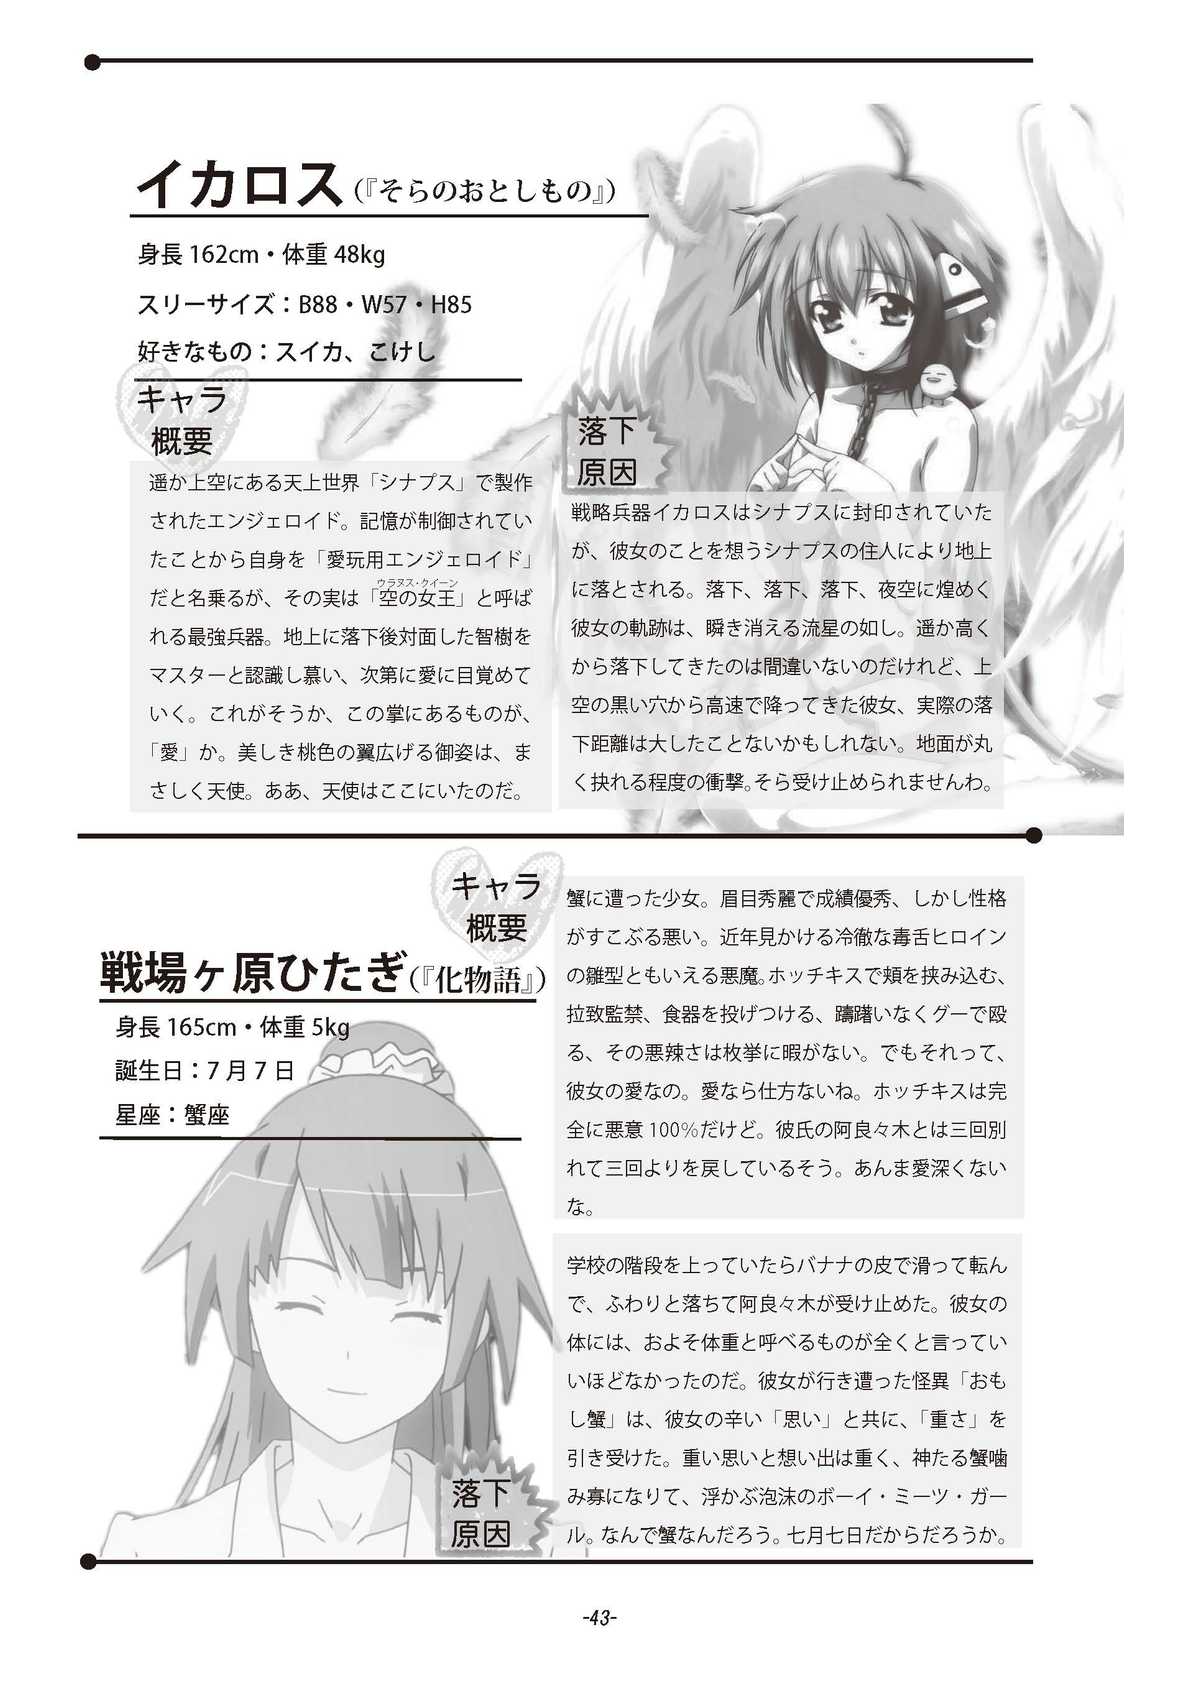 イカロス（『そらのおとしもの』）
身長 162cm・体重 48kg
スリーサイズ：B88・W57・H85
好きなもの：スイカ、こけし
キャラ
概要
遥か上空にある天上世界「シナプス」で製作
されたエンジェロイド。記憶が制御されてい
たことから自身を「愛玩用エンジェロイド」
ウラヌス・クイーン
だと名乗るが、その実は「空の女王」と呼ば
れる最強兵器。地上に落下後対面した智樹を
マスターと認識し慕い、次第に愛に目覚めて
いく。これがそうか、この掌にあるものが、
「愛」か。美しき桃色の翼広げる御姿は、ま
さしく天使。ああ、天使はここにいたのだ。
落下
原因
戦略兵器イカロスはシナプスに封印されていた
が、彼女のことを想うシナプスの住人により地上
に落とされる。落下、落下、落下、夜空に煌めく
彼女の軌跡は、瞬き消える流星の如し。遥か高く
から落下してきたのは間違いないのだけれど、上
空の黒い穴から高速で降ってきた彼女、実際の落
下距離は大したことないかもしれない。地面が丸
く抉れる程度の衝撃。そら受け止められませんわ。
戦場ヶ原ひたぎ（『化物語』）
身長 165cm・体重 5kg
誕生日：7 月 7 日
星座：蟹座
キャラ
概要
蟹に遭った少女。眉目秀麗で成績優秀、しかし性格
がすこぶる悪い。近年見かける冷徹な毒舌ヒロイン
の雛型ともいえる悪魔。ホッチキスで頬を挟み込む、
拉致監禁、食器を投げつける、躊躇いなくグーで殴
る、その悪辣さは枚挙に暇がない。でもそれって、
彼女の愛なの。愛なら仕方ないね。ホッチキスは完
全に悪意 100％だけど。彼氏の阿良々木とは三回別
れて三回よりを戻しているそう。あんま愛深くない
な。
落下
原因
学校の階段を上っていたらバナナの皮で滑って転ん
で、ふわりと落ちて阿良々木が受け止めた。彼女の
体には、およそ体重と呼べるものが全くと言ってい
いほどなかったのだ。彼女が行き遭った怪異「おも
し蟹」は、彼女の辛い「思い」と共に、「重さ」を
引き受けた。重い思いと想い出は重く、神たる蟹噛
み寡になりて、浮かぶ泡沫のボーイ・ミーツ・ガー
ル。なんで蟹なんだろう。七月七日だからだろうか。
-43-